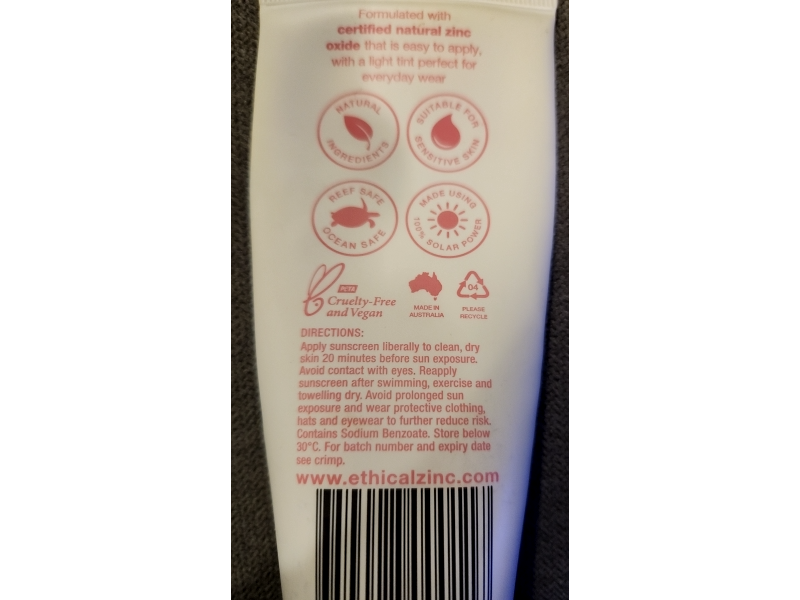 Formulated with
certified natural zinc
oxide that is easy to apply,
with a light tint perfect for
everyday wear
NATURAL INGREDIENTS
SUITABLE FOR SENSITIVE SKIN
REEF SAFE OCEAN SAFE
MADE USING 100% SOLAR POWER
PETA
Cruelty-Free
and Vegan
MADE IN
AUSTRALIA
04
PLEASE
RECYCLE
DIRECTIONS:
Apply sunscreen liberally to clean, dry
skin 20 minutes before sun exposure.
Avoid contact with eyes. Reapply
sunscreen after swimming, exercise and
towelling dry. Avoid prolonged sun
exposure and wear protective clothing,
hats and eyewear to further reduce risk.
Contains Sodium Benzoate. Store below
30°C. For batch number and expiry date
see crimp.
www.ethicalzinc.com